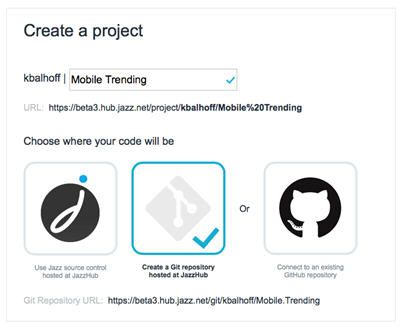 Create a project
kbalhoff | Mobile Trending
URL: https://beta3.hub.jazz.net/project/kbalhoff/Mobile%20Trending
Choose where your code will be
Or
Use Jazz source control
hosted at JazzHub
Create a Git repository
hosted at JazzHub
Connect to an existing
GitHub repository
Git Repository URL: https://beta3.hub.jazz.net/git/kbalhoff/Mobile.Trending